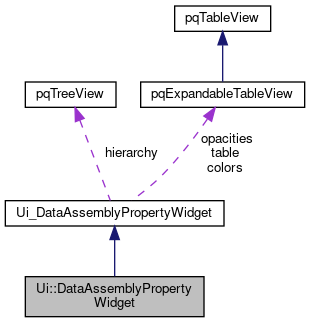 pqTableView
pqTreeView
pqExpandableTableView
hierarchy
opacities
table
colors
Ui_DataAssemblyPropertyWidget
Ui::DataAssemblyProperty
Widget